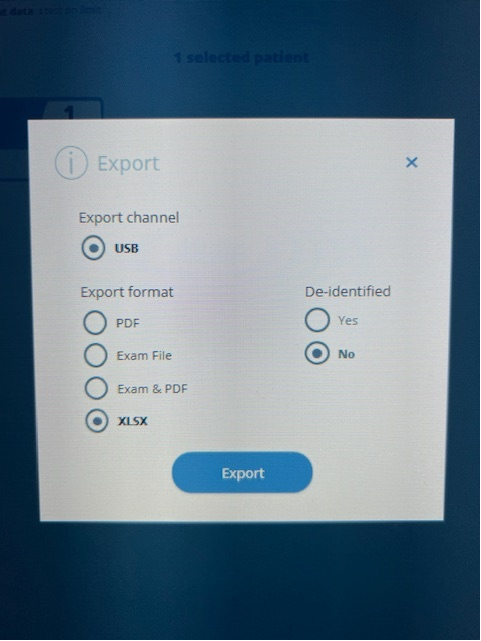 1 selected patient
1
Export
Export channel
USB
Export format
De-identified
PDF
Yes
Exam File
No
Exam & PDF
XLSX
Export